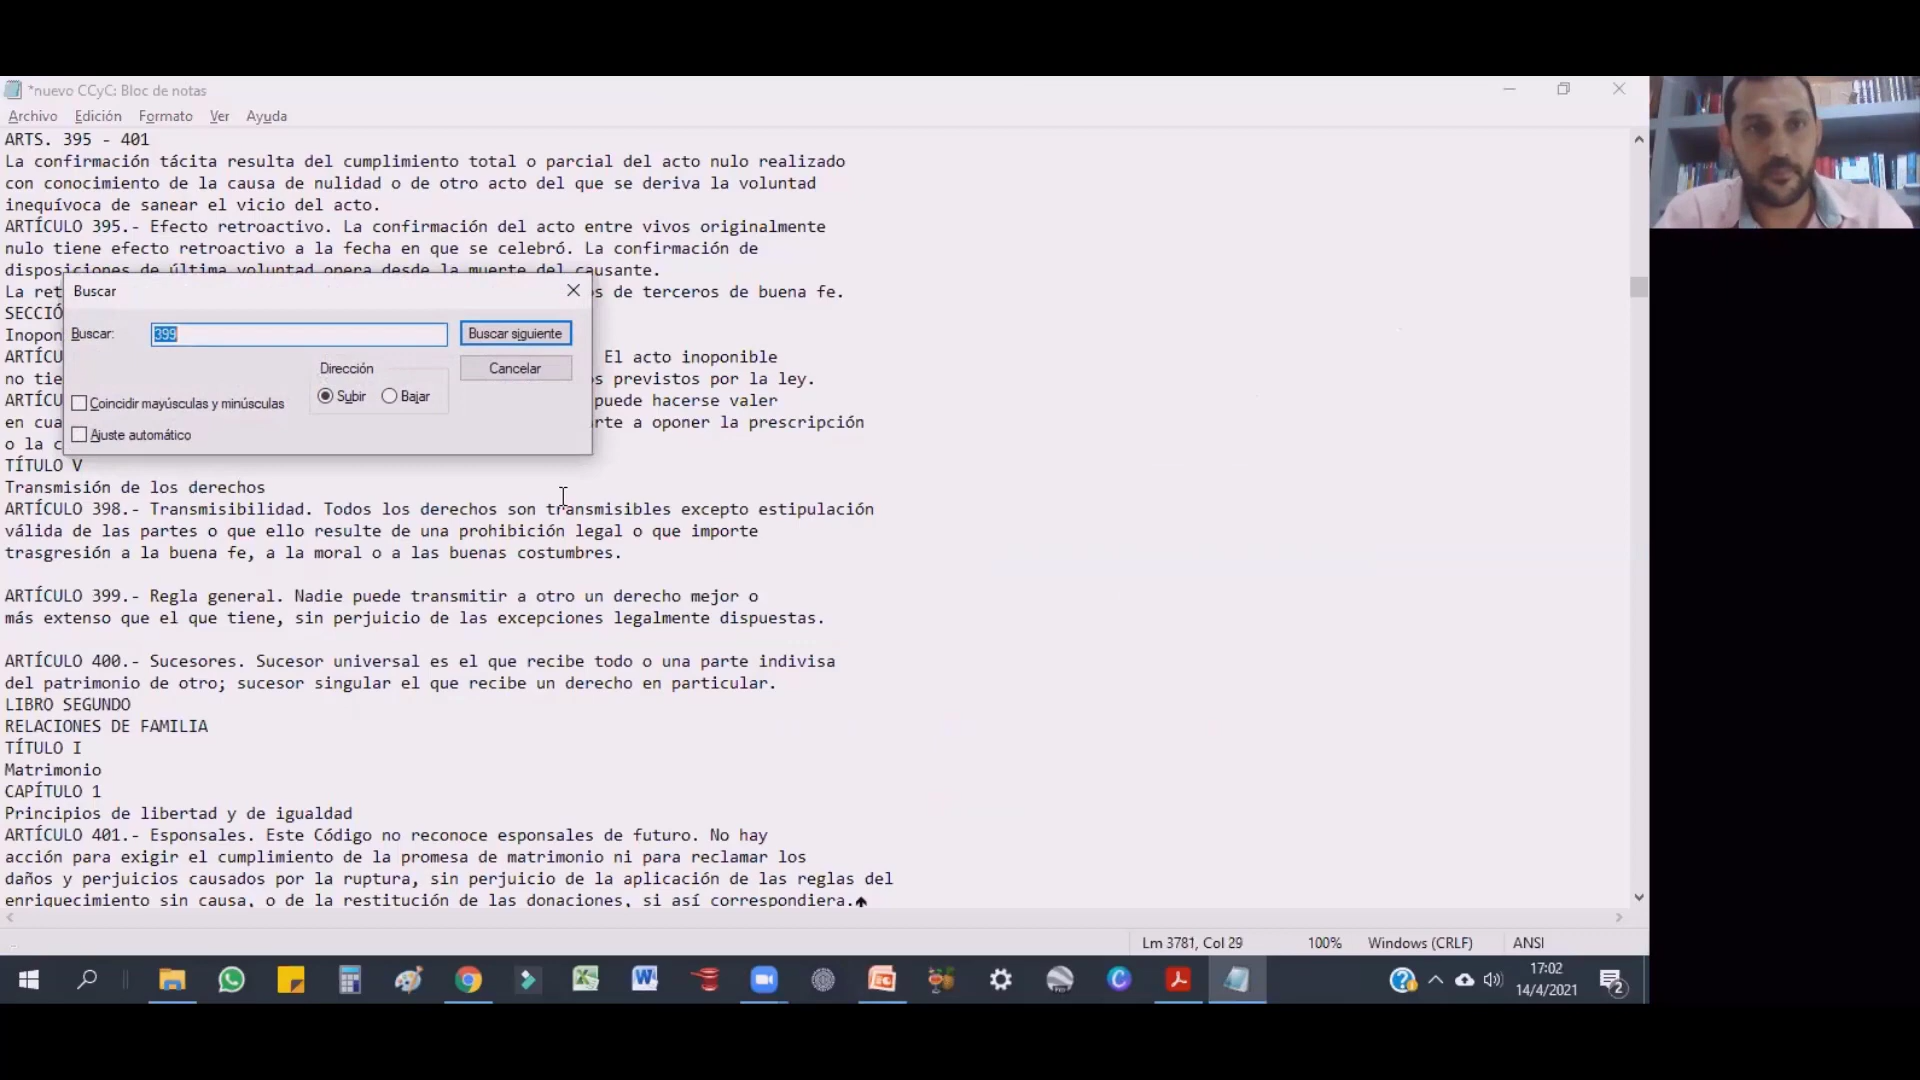 *nuevo CCyC: Bloc de notas
Archivo Edición Formato Ver Ayuda
ARTS. 395 - 401
La confirmación tácita resulta del cumplimiento total o parcial del acto nulo realizado
con conocimiento de la causa de nulidad o de otro acto del que se deriva la voluntad
inequívoca de sanear el vicio del acto.
ARTÍCULO 395.- Efecto retroactivo. La confirmación del acto entre vivos originalmente
nulo tiene efecto retroactivo a la fecha en que se celebró. La confirmación de
disposiciones de última voluntad opera desde la muerte del causante.
La ret
s de terceros de buena fe.
SECCIÓ
Inopon
ARTÍCU
El acto inoponible
no tie
s previstos por la ley.
ARTÍCU
puede hacerse valer
en cua
rte a oponer la prescripción
o la c
Buscar
Buscar:
399
Buscar siguiente
Dirección
Cancelar
Subir
Bajar
Coincidir mayúsculas y minúsculas
Ajuste automático
TÍTULO V
Transmisión de los derechos
ARTÍCULO 398.- Transmisibilidad. Todos los derechos son transmisibles excepto estipulación
válida de las partes o que ello resulte de una prohibición legal o que importe
trasgresión a la buena fe, a la moral o a las buenas costumbres.
ARTÍCULO 399.- Regla general. Nadie puede transmitir a otro un derecho mejor o
más extenso que el que tiene, sin perjuicio de las excepciones legalmente dispuestas.
ARTÍCULO 400.- Sucesores. Sucesor universal es el que recibe todo o una parte indivisa
del patrimonio de otro; sucesor singular el que recibe un derecho en particular.
LIBRO SEGUNDO
RELACIONES DE FAMILIA
TÍTULO I
Matrimonio
CAPÍTULO 1
Principios de libertad y de igualdad
ARTÍCULO 401.- Esponsales. Este Código no reconoce esponsales de futuro. No hay
acción para exigir el cumplimiento de la promesa de matrimonio ni para reclamar los
daños y perjuicios causados por la ruptura, sin perjuicio de la aplicación de las reglas del
enriquecimiento sin causa, o de la restitución de las donaciones, si así correspondiera.
Lm 3781, Col 29 100% Windows (CRLF) ANSI
17:02
14/4/2021
2